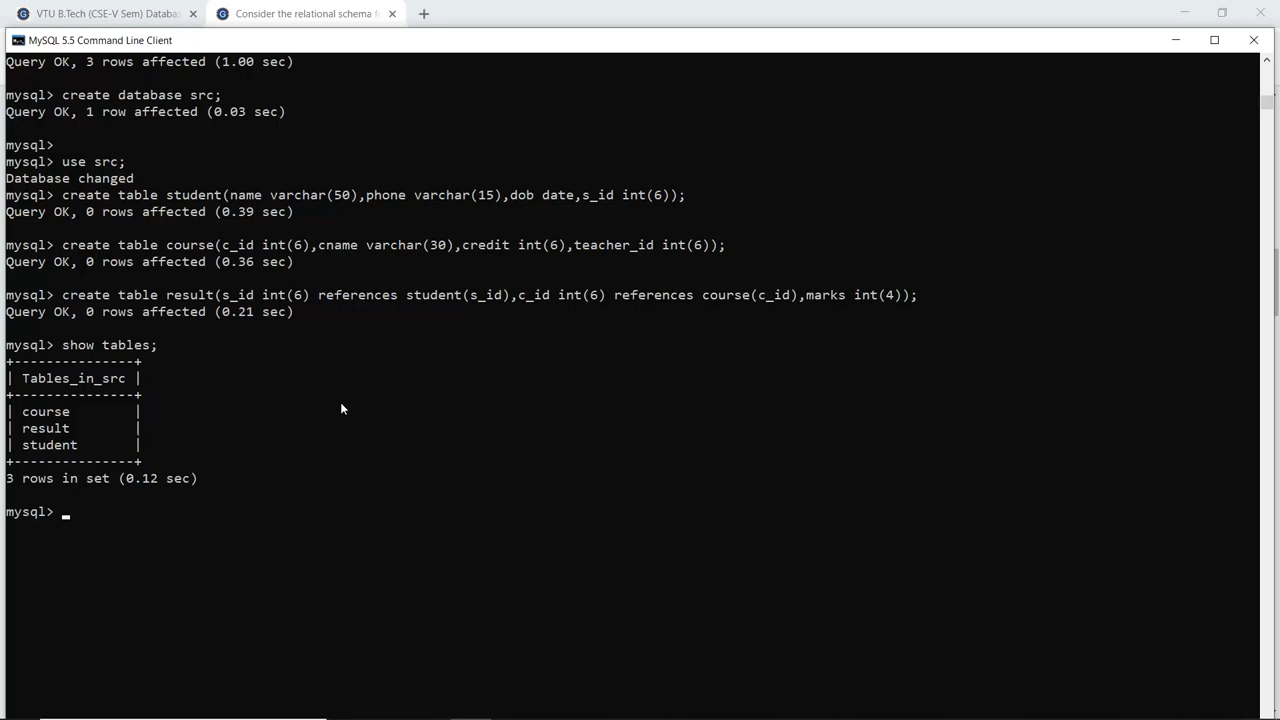 VTU B.Tech (CSE-V Sem) Databa
Consider the relational schema f
MySQL 5.5 Command Line Client
Query OK, 3 rows affected (1.00 sec)
mysql> create database src;
Query OK, 1 row affected (0.03 sec)
mysql>
mysql> use src;
Database changed
mysql> create table student(name varchar(50),phone varchar(15),dob date,s_id int(6));
Query OK, 0 rows affected (0.39 sec)
mysql> create table course(c_id int(6),cname varchar(30),credit int(6),teacher_id int(6));
Query OK, 0 rows affected (0.36 sec)
mysql> create table result(s_id int(6) references student(s_id),c_id int(6) references course(c_id),marks int(4));
Query OK, 0 rows affected (0.21 sec)
mysql> show tables;
+---------------+
| Tables_in_src |
+---------------+
| course        |
| result        |
| student       |
+---------------+
3 rows in set (0.12 sec)
mysql>